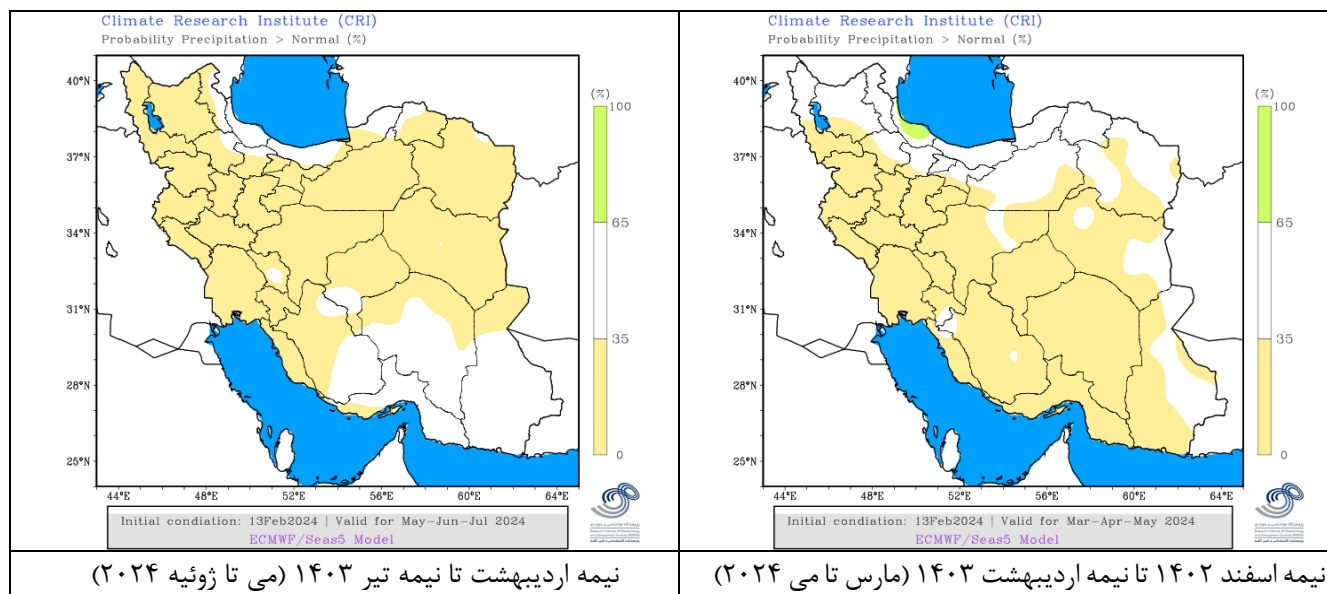 Climate Research Institute (CRI)
Probability Precipitation > Normal (%)
40°N
37°N
34°N
31°N
28°N
25°N
44°E
48°E
52°E
56°E
60°E
64°E
(%)
100
65
35
0
Initial condiation: 13Feb2024 | Valid for May-Jun-Jul 2024
ECMWF/Seas5 Model
نیمه اردیبهشت تا نیمه تیر ۱۴۰۳ (می تا ژوئیه ۲۰۲۴)
Climate Research Institute (CRI)
Probability Precipitation > Normal (%)
40°N
37°N
34°N
31°N
28°N
25°N
44°E
48°E
52°E
56°E
60°E
64°E
(%)
100
65
35
0
Initial condiation: 13Feb2024 | Valid for Mar-Apr-May 2024
ECMWF/Seas5 Model
نیمه اسفند ۱۴۰۲ تا نیمه اردیبهشت ۱۴۰۳ (مارس تا می ۲۰۲۴)